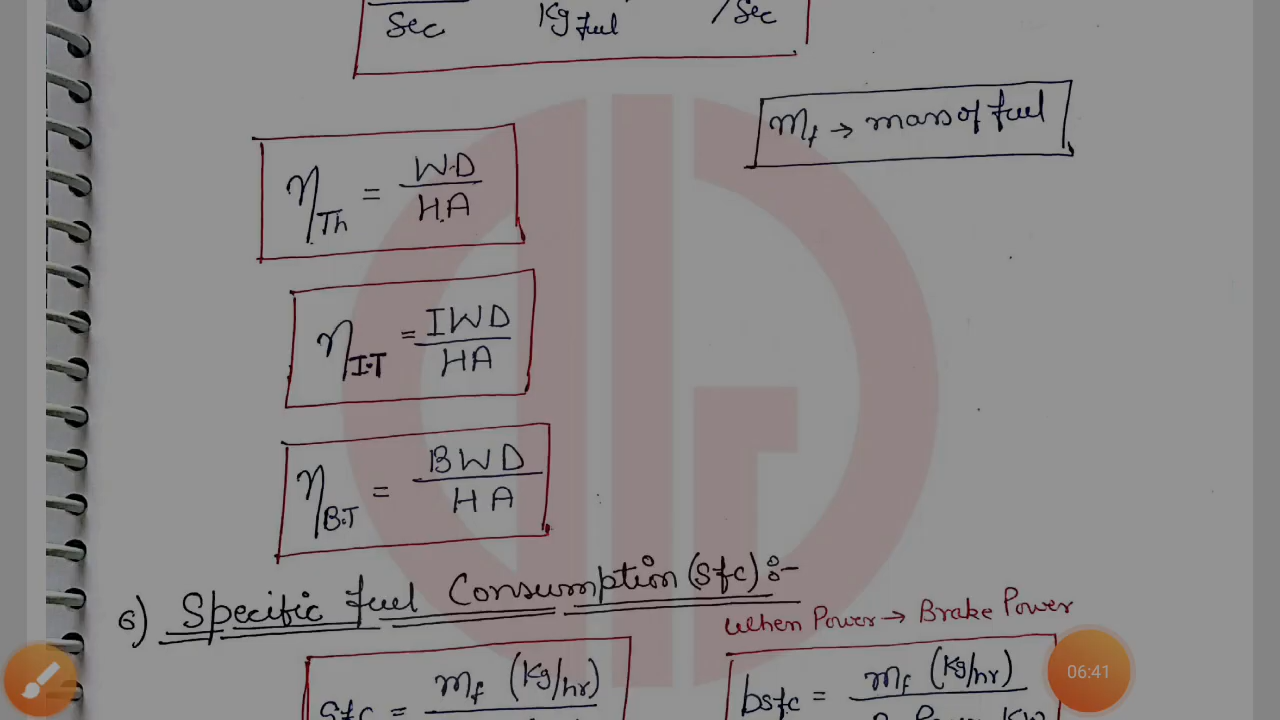 Sec Kg fuel /Sec
m_f → mass of fuel
η_Th = W.D / H.A
η_I.T = IWD / HA
η_B.T = BWD / HA
6) Specific fuel Consumption (sfc) :-
When Power → Brake Power
sfc = m_f (Kg/hr)
bsfc = m_f (Kg/hr)
06:41